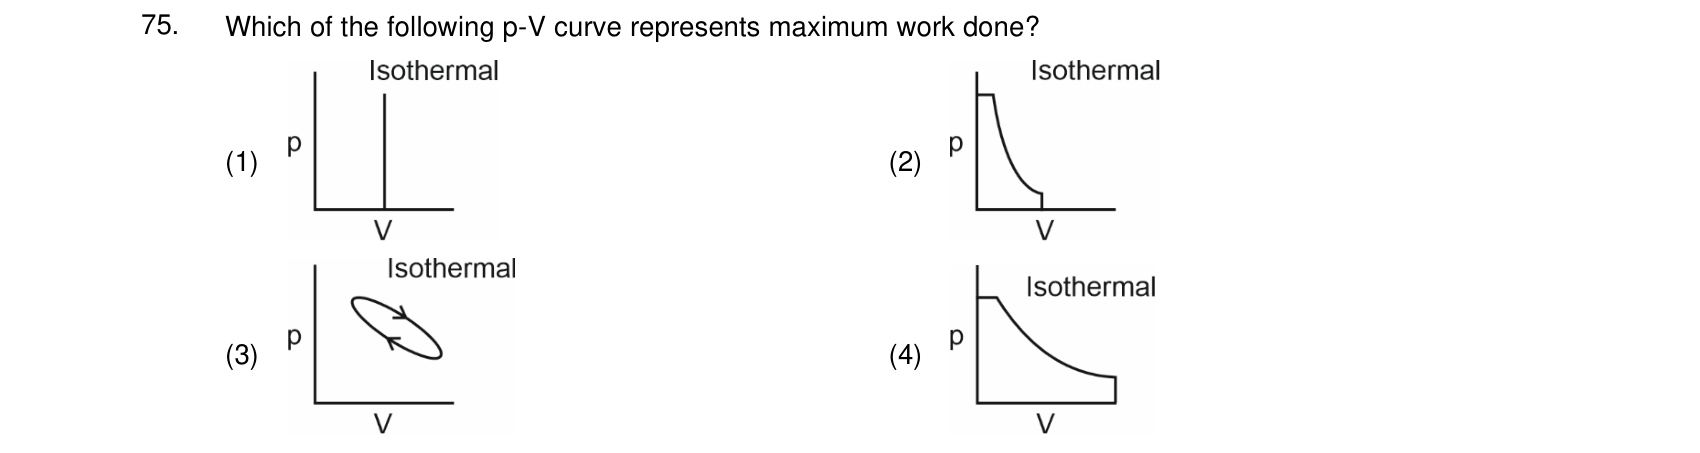 75. Which of the following p-V curve represents maximum work done?
(1) p Isothermal V
(2) p Isothermal V
(3) p Isothermal V
(4) p Isothermal V